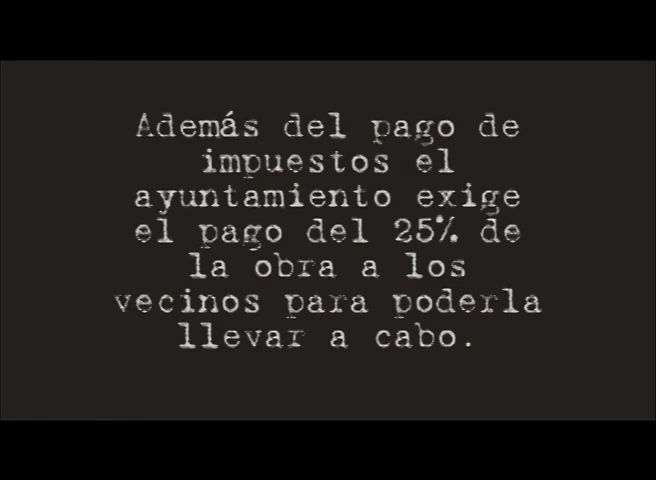 Además del pago de
impuestos el
ayuntamiento exige
el pago del 25% de
la obra a los
vecinos para poderla
llevar a cabo.